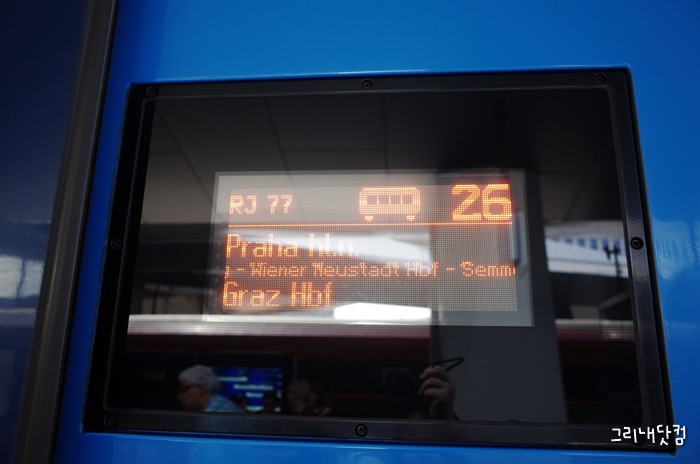 RJ 77 26
Praha hl.n.
g - Wiener Neustadt Hbf - Semm
Graz Hbf
그리내닷컴